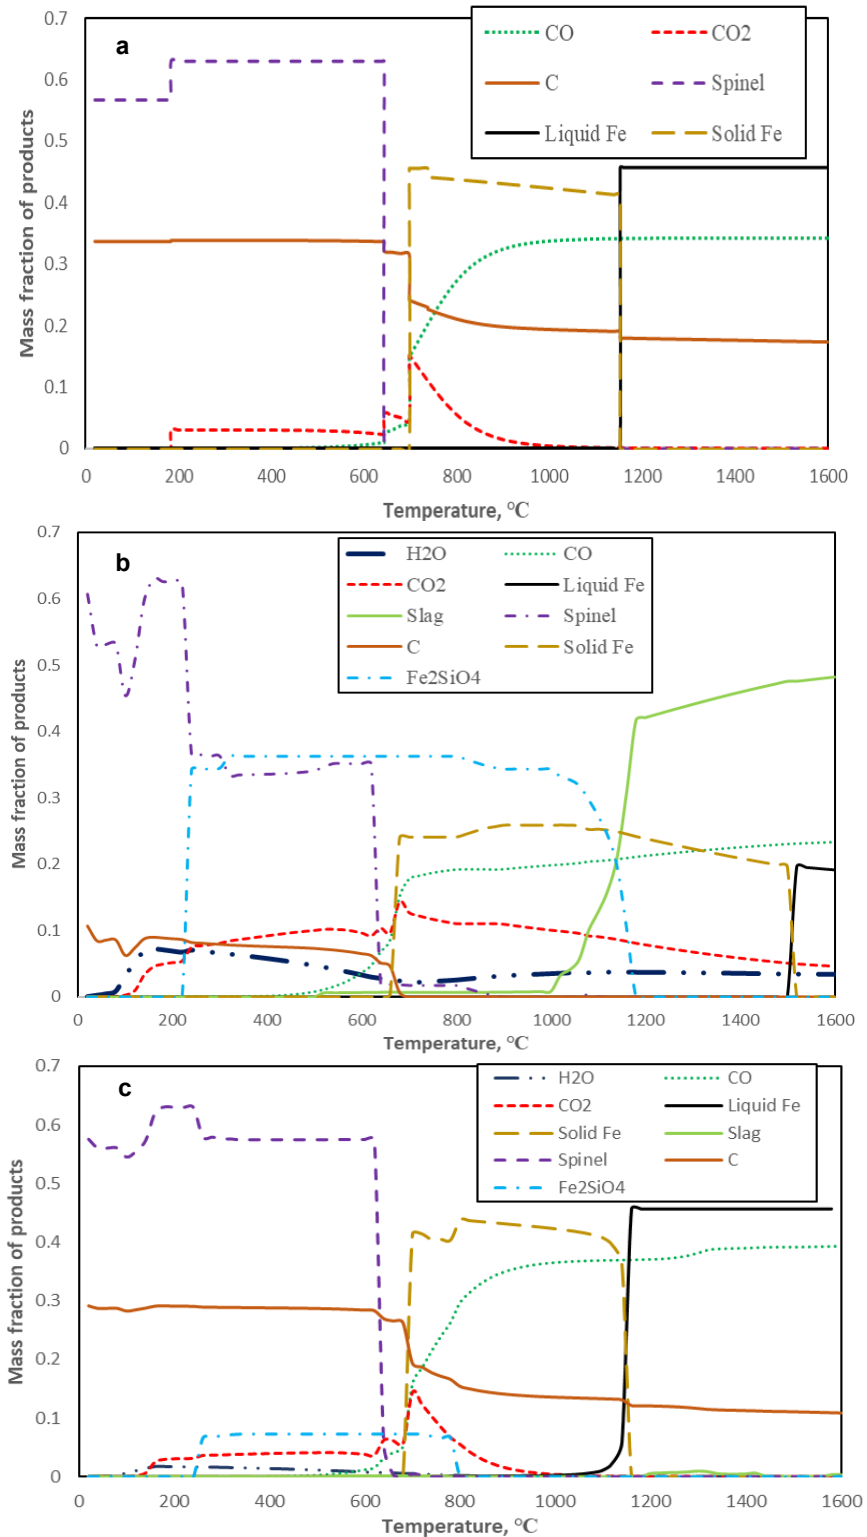 a
CO CO2
C Spinel
Liquid Fe Solid Fe
0.7
0.6
0.5
0.4
0.3
0.2
0.1
0
Mass fraction of products
0 200 400 600 800 1000 1200 1400 1600
Temperature, °C
b
H2O CO
CO2 Liquid Fe
Slag Spinel
C Solid Fe
Fe2SiO4
0.7
0.6
0.5
0.4
0.3
0.2
0.1
0
Mass fraction of products
0 200 400 600 800 1000 1200 1400 1600
Temperature, °C
c
H2O CO
CO2 Liquid Fe
Solid Fe Slag
Spinel C
Fe2SiO4
0.7
0.6
0.5
0.4
0.3
0.2
0.1
0
Mass fraction of products
0 200 400 600 800 1000 1200 1400 1600
Temperature, °C